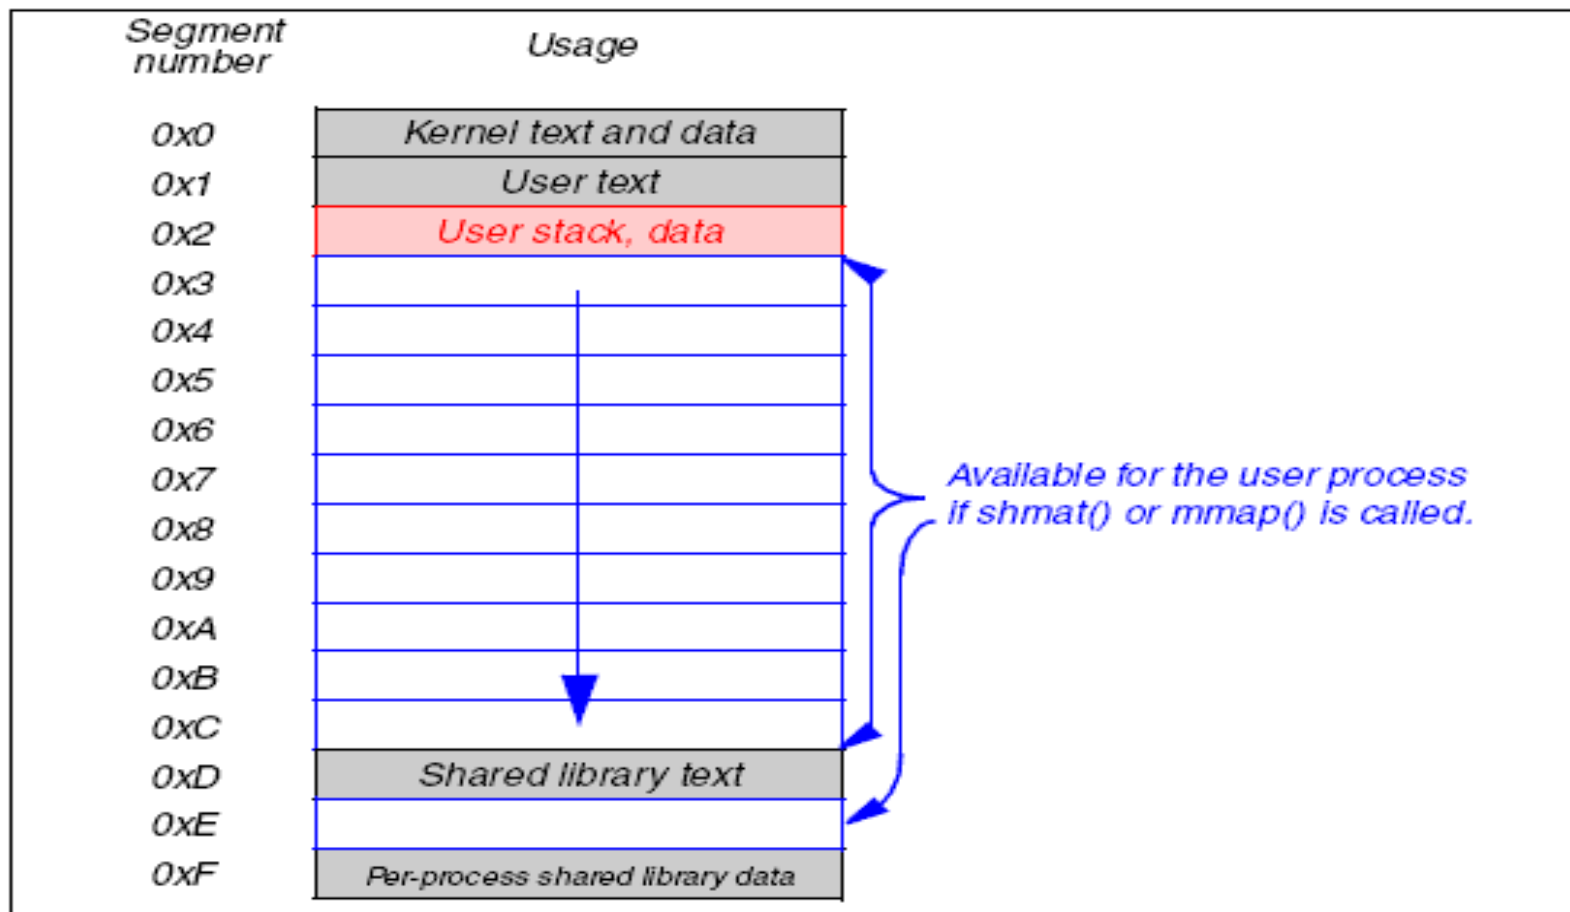 Segment
number
Usage
0x0
Kernel text and data
0x1
User text
0x2
User stack, data
0x3
0x4
0x5
0x6
0x7
0x8
0x9
0xA
0xB
0xC
0xD
Shared library text
0xE
0xF
Per-process shared library data
Available for the user process
if shmat() or mmap() is called.